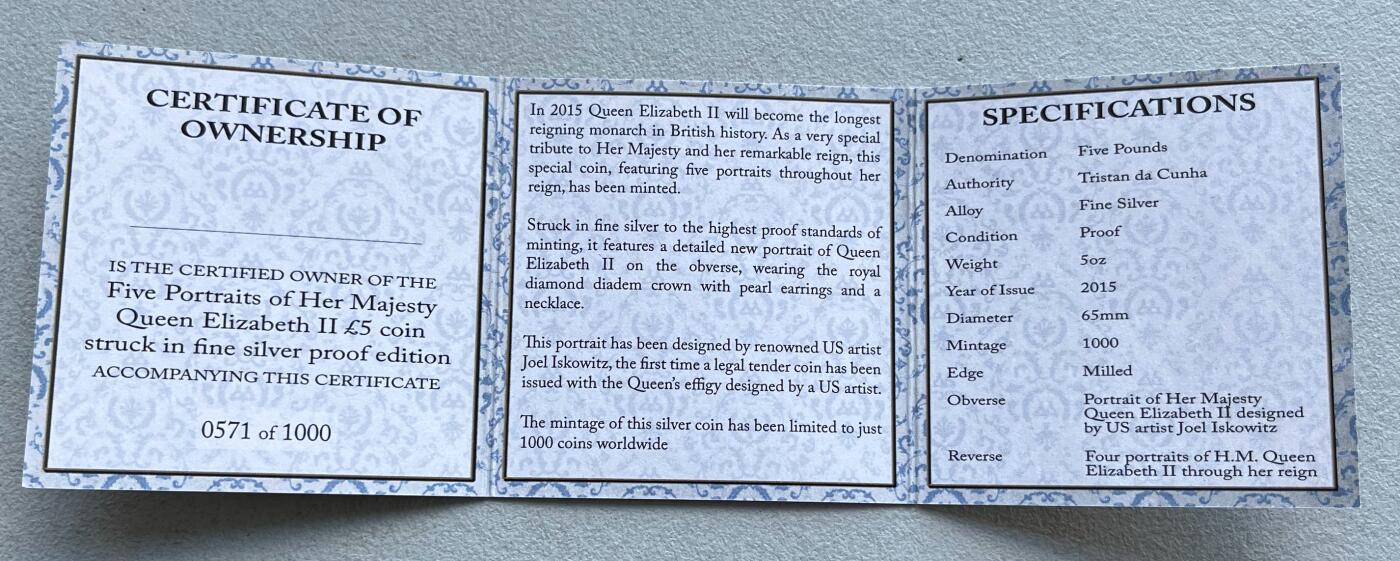 CERTIFICATE OF
OWNERSHIP
IS THE CERTIFIED OWNER OF THE
Five Portraits of Her Majesty
Queen Elizabeth II £5 coin
struck in fine silver proof edition
ACCOMPANYING THIS CERTIFICATE
0571 of 1000
In 2015 Queen Elizabeth II will become the longest
reigning monarch in British history. As a very special
tribute to Her Majesty and her remarkable reign, this
special coin, featuring five portraits throughout her
reign, has been minted.
Struck in fine silver to the highest proof standards of
minting, it features a detailed new portrait of Queen
Elizabeth II on the obverse, wearing the royal
diamond diadem crown with pearl earrings and a
necklace.
This portrait has been designed by renowned US artist
Joel Iskowitz, the first time a legal tender coin has been
issued with the Queen's effigy designed by a US artist.
The mintage of this silver coin has been limited to just
1000 coins worldwide
SPECIFICATIONS
Denomination Five Pounds
Authority Tristan da Cunha
Alloy Fine Silver
Condition Proof
Weight 5oz
Year of Issue 2015
Diameter 65mm
Mintage 1000
Edge Milled
Obverse Portrait of Her Majesty
Queen Elizabeth II designed
by US artist Joel Iskowitz
Reverse Four portraits of H.M. Queen
Elizabeth II through her reign